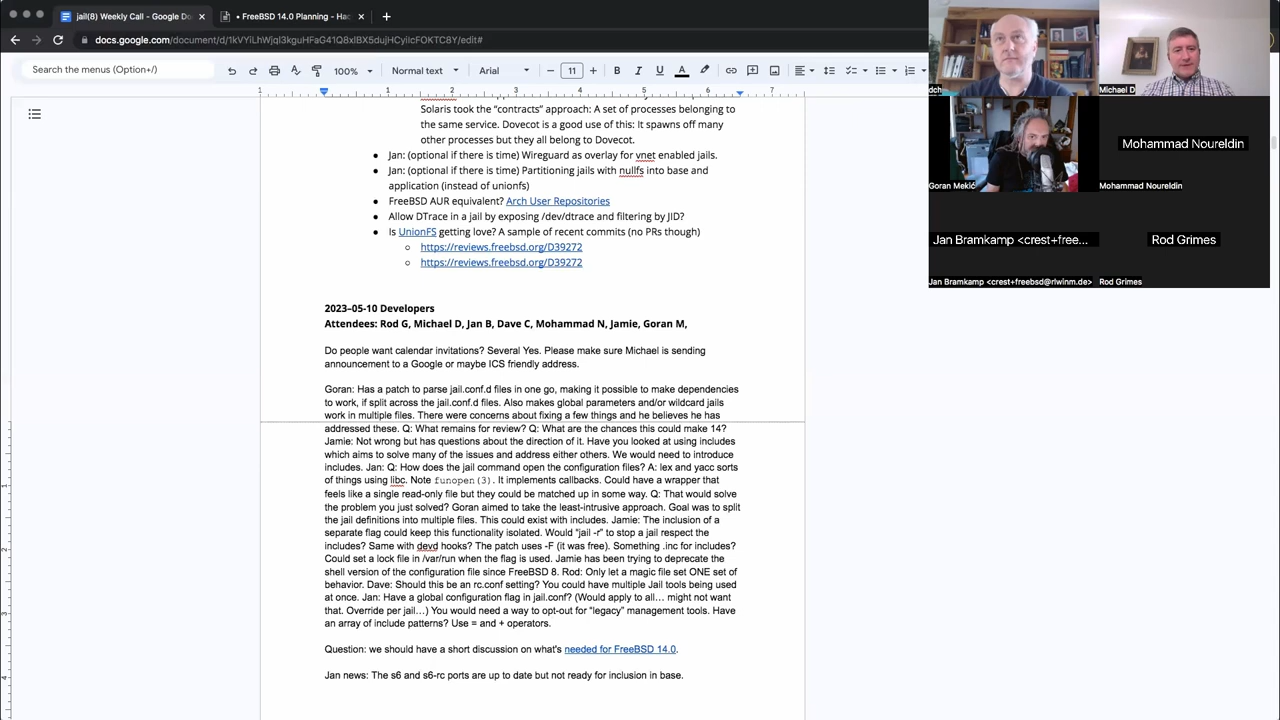 jail(8) Weekly Call - Google Do
• FreeBSD 14.0 Planning - Hac
docs.google.com/document/d/1kVYiLhWjqI3kguHFaG41Q8xIBX5dujHCyilcFOKTC8Y/edit#
Search the menus (Option+/)
100%
Normal text
Arial
11
1 1 2 3 4 5 6 7
Solaris took the “contracts” approach: A set of processes belonging to
the same service. Dovecot is a good use of this: It spawns off many
other processes but they all belong to Dovecot.
● Jan: (optional if there is time) Wireguard as overlay for vnet enabled jails.
● Jan: (optional if there is time) Partitioning jails with nullfs into base and
application (instead of unionfs)
● FreeBSD AUR equivalent? Arch User Repositories
● Allow DTrace in a jail by exposing /dev/dtrace and filtering by JID?
● Is UnionFS getting love? A sample of recent commits (no PRs though)
○ https://reviews.freebsd.org/D39272
○ https://reviews.freebsd.org/D39272
2023–05-10 Developers
Attendees: Rod G, Michael D, Jan B, Dave C, Mohammad N, Jamie, Goran M,
Do people want calendar invitations? Several Yes. Please make sure Michael is sending
announcement to a Google or maybe ICS friendly address.
Goran: Has a patch to parse jail.conf.d files in one go, making it possible to make dependencies
to work, if split across the jail.conf.d files. Also makes global parameters and/or wildcard jails
work in multiple files. There were concerns about fixing a few things and he believes he has
addressed these. Q: What remains for review? Q: What are the chances this could make 14?
Jamie: Not wrong but has questions about the direction of it. Have you looked at using includes
which aims to solve many of the issues and address either others. We would need to introduce
includes. Jan: Q: How does the jail command open the configuration files? A: lex and yacc sorts
of things using libc. Note funopen(3). It implements callbacks. Could have a wrapper that
feels like a single read-only file but they could be matched up in some way. Q: That would solve
the problem you just solved? Goran aimed to take the least-intrusive approach. Goal was to split
the jail definitions into multiple files. This could exist with includes. Jamie: The inclusion of a
separate flag could keep this functionality isolated. Would “jail -r” to stop a jail respect the
includes? Same with devd hooks? The patch uses -F (it was free). Something .inc for includes?
Could set a lock file in /var/run when the flag is used. Jamie has been trying to deprecate the
shell version of the configuration file since FreeBSD 8. Rod: Only let a magic file set ONE set of
behavior. Dave: Should this be an rc.conf setting? You could have multiple Jail tools being used
at once. Jan: Have a global configuration flag in jail.conf? (Would apply to all… might not want
that. Override per jail…) You would need a way to opt-out for “legacy” management tools. Have
an array of include patterns? Use = and + operators.
Question: we should have a short discussion on what's needed for FreeBSD 14.0.
Jan news: The s6 and s6-rc ports are up to date but not ready for inclusion in base.
dch
Michael D
Goran Mekić
Mohammad Noureldin
Mohammad Noureldin
Jan Bramkamp <crest+free...
Rod Grimes
Jan Bramkamp <crest+freebsd@rlwinm.de>
Rod Grimes